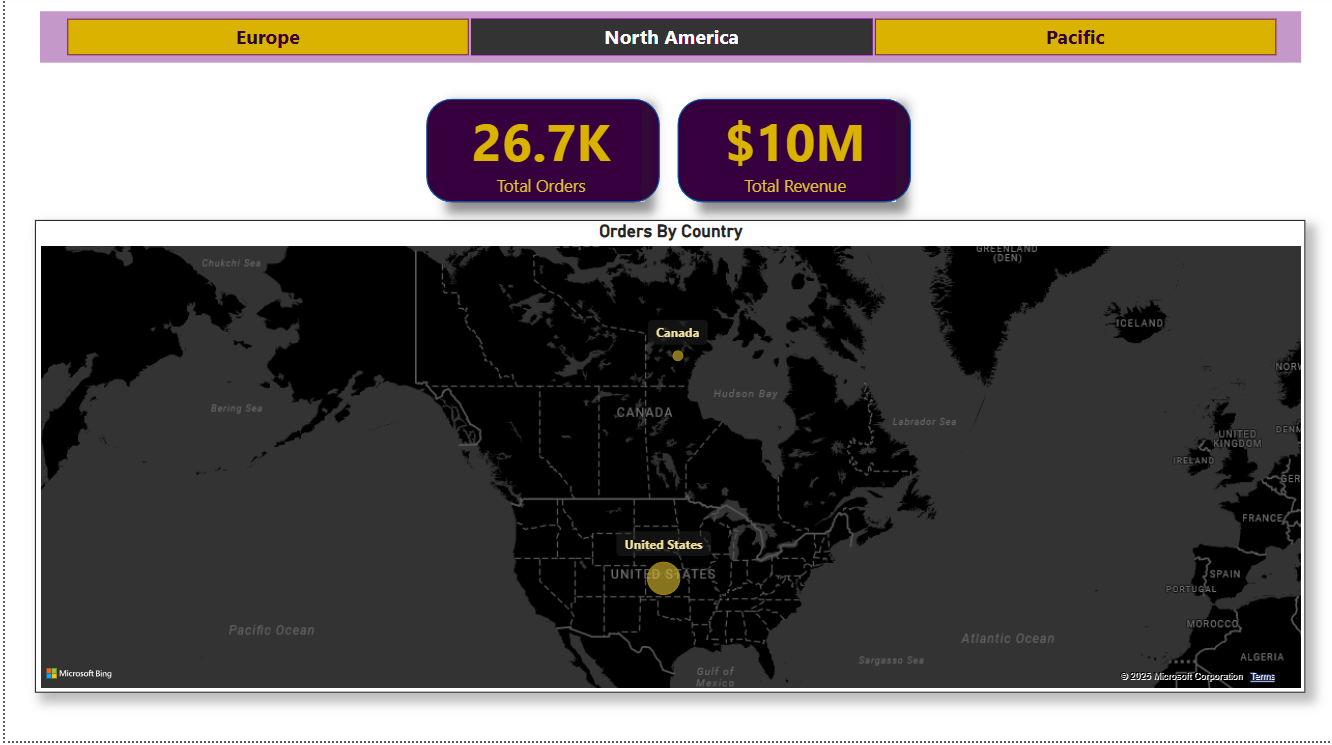 Europe
North America
Pacific
26.7K
Total Orders
$10M
Total Revenue
Orders By Country
GREENLAND
(DEN)
Chukchi Sea
ICELAND
Canada
NORW
Hudson Bay
Bering Sea
CANADA
Labrador Sea
DENM
UNITED
KINGDOM
IRELAND
GER
FRANCE
United States
UNITED STATES
SPAIN
PORTUGAL
MOROCCO
Pacific Ocean
Atlantic Ocean
ALGERIA
Sargasso Sea
Gulf of
Mexico
Microsoft Bing
© 2025 Microsoft Corporation Terms